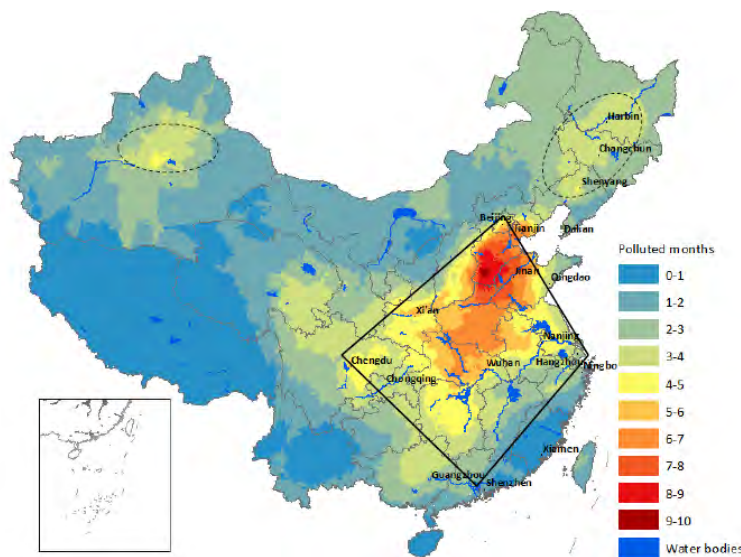 Harbin
Changchun
Shenyang
Beijing
Tianjin
Dalian
Polluted months
0-1
Jinan
Qingdao
1-2
2-3
Xi'an
3-4
Nanjing
4-5
Chengdu
Wuhan
Hangzhou
Ningbo
5-6
Chongqing
6-7
7-8
Xiamen
8-9
Guangzhou
Shenzhen
9-10
Water bodies